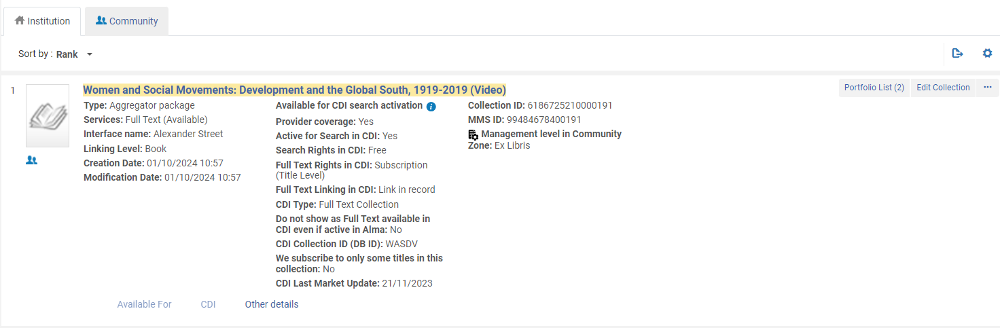 Institution
Community
Sort by : Rank
1
Women and Social Movements: Development and the Global South, 1919-2019 (Video)
Portfolio List (2)
Edit Collection
Type: Aggregator package
Services: Full Text (Available)
Interface name: Alexander Street
Linking Level: Book
Creation Date: 01/10/2024 10:57
Modification Date: 01/10/2024 10:57
Available for CDI search activation
Provider coverage: Yes
Active for Search in CDI: Yes
Search Rights in CDI: Free
Full Text Rights in CDI: Subscription
(Title Level)
Full Text Linking in CDI: Link in record
CDI Type: Full Text Collection
Do not show as Full Text available in
CDI even if active in Alma: No
CDI Collection ID (DB ID): WASDV
We subscribe to only some titles in this
collection: No
CDI Last Market Update: 21/11/2023
Collection ID: 6186725210000191
MMS ID: 99484678400191
Management level in Community
Zone: Ex Libris
Available For
CDI
Other details